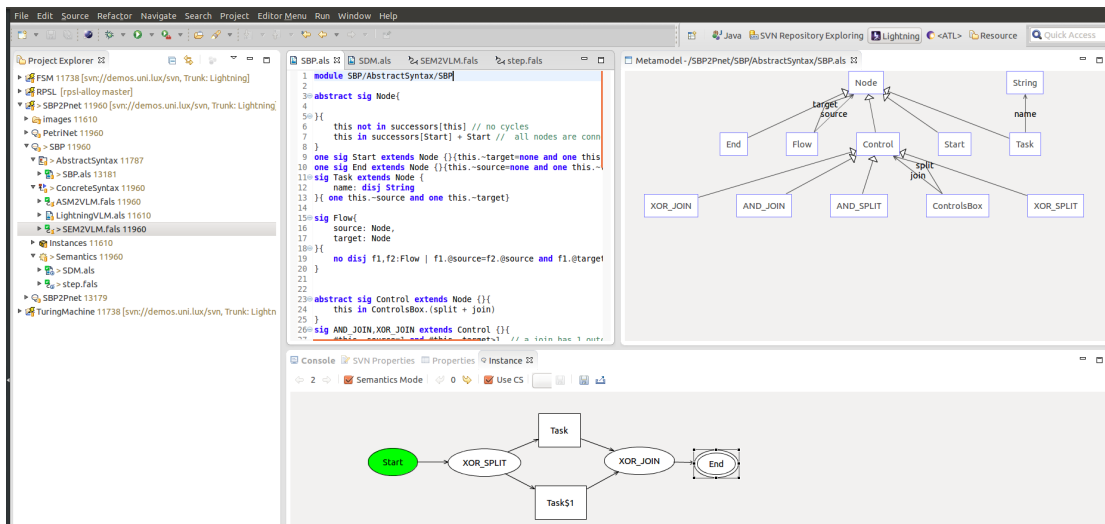 File Edit Source Refactor Navigate Search Project Editor Menu Run Window Help
Java SVN Repository Exploring Lightning <ATL> Resource Quick Access
Project Explorer
FSM 11738 [svn://demos.uni.lux/svn, Trunk: Lightning]
RPSL [rpsl-alloy master]
> SBP2Pnet 11960 [svn://demos.uni.lux/svn, Trunk: Lightning]
> images 11610
> PetriNet 11960
> SBP 11960
> AbstractSyntax 11787
> SBP.als 13181
> ConcreteSyntax 11960
> ASM2VLM.fals 11960
> LightningVLM.als 11610
> SEM2VLM.fals 11960
> Instances 11610
> Semantics 11960
> SDM.als
> step.fals
> SBP2Pnet 13179
> TuringMachine 11738 [svn://demos.uni.lux/svn, Trunk: Lightn
SBP.als SDM.als SEM2VLM.fals step.fals
1 module SBP/AbstractSyntax/SBP
2
3 abstract sig Node{
4
5 }{
6 this not in successors[this] // no cycles
7 this in successors[Start] + Start // all nodes are conn
8 }
9 one sig Start extends Node {}{this.~target=none and one this
10 one sig End extends Node {}{this.~source=none and one this.~
11 sig Task extends Node {
12 name: disj String
13 }{ one this.~source and one this.~target}
14
15 sig Flow{
16 source: Node,
17 target: Node
18 }{
19 no disj f1,f2:Flow | f1.@source=f2.@source and f1.@target
20 }
21
22
23 abstract sig Control extends Node {}{
24 this in ControlsBox.(split + join)
25 }
26 sig AND_JOIN,XOR_JOIN extends Control {}{
Metamodel - /SBP2Pnet/SBP/AbstractSyntax/SBP.als
Node String
target
source
name
End Flow Control Start Task
split
join
XOR_JOIN AND_JOIN AND_SPLIT ControlsBox XOR_SPLIT
Console SVN Properties Properties Instance
2 Semantics Mode 0 Use CS
Task
Start XOR_SPLIT XOR_JOIN End
Task$1